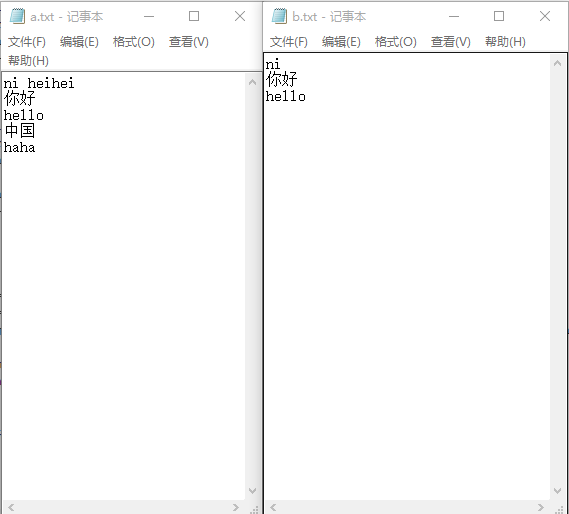 a.txt - 记事本
文件(F) 编辑(E) 格式(O) 查看(V)
帮助(H)
ni heihei
你好
hello
中国
haha
b.txt - 记事本
文件(F) 编辑(E) 格式(O) 查看(V) 帮助(H)
ni
你好
hello